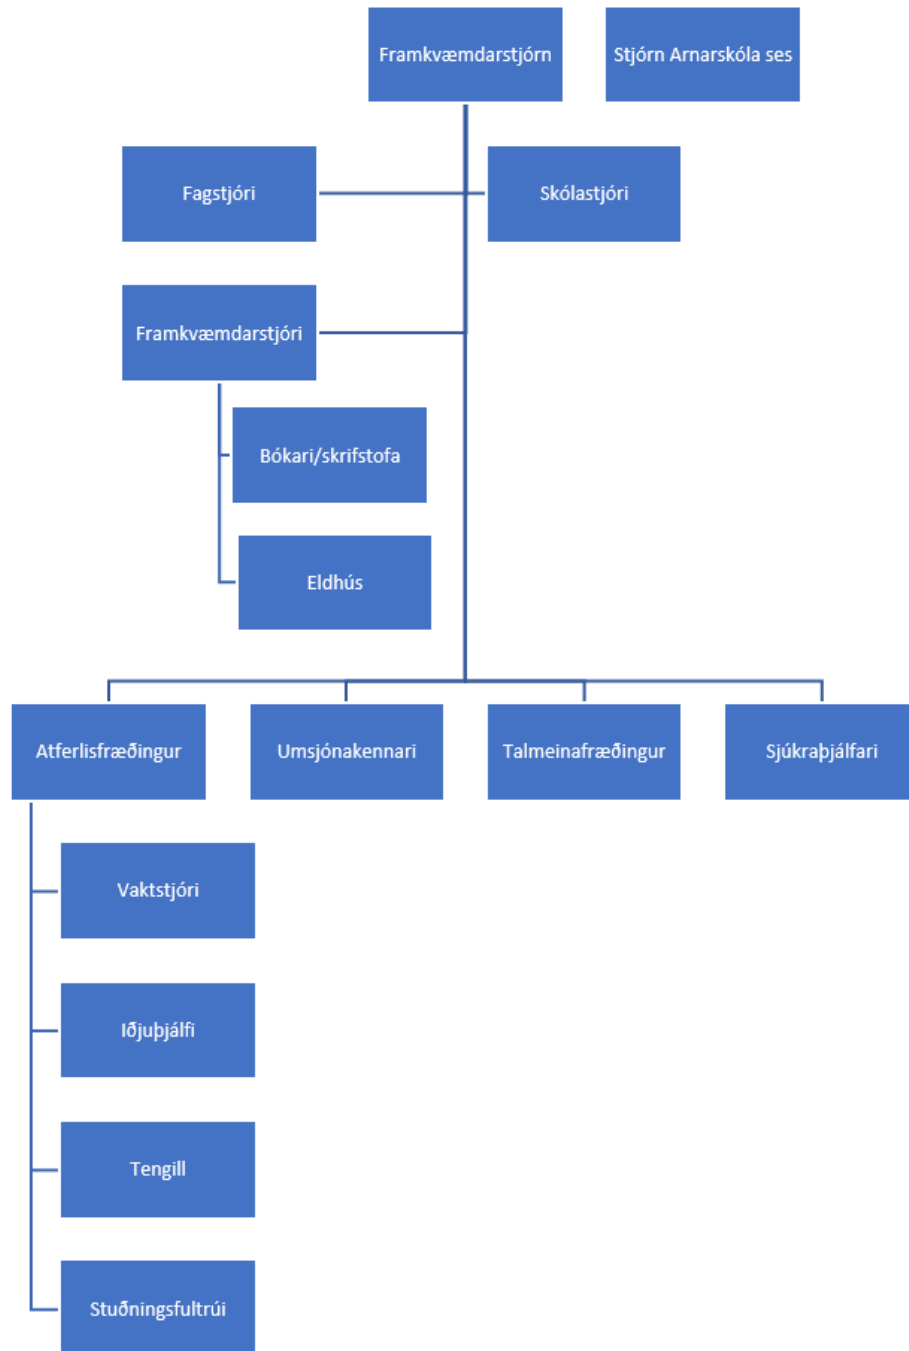 Framkvæmdarstjórn
Stjórn Arnarskóla ses
Fagstjóri
Skólastjóri
Framkvæmdarstjóri
Bókari/skrifstofa
Eldhús
Atferlisfræðingur
Umsjónakennari
Talmeinafræðingur
Sjúkraþjálfari
Vaktstjóri
Iðjuþjálfi
Tengill
Stuðningsfultrúi